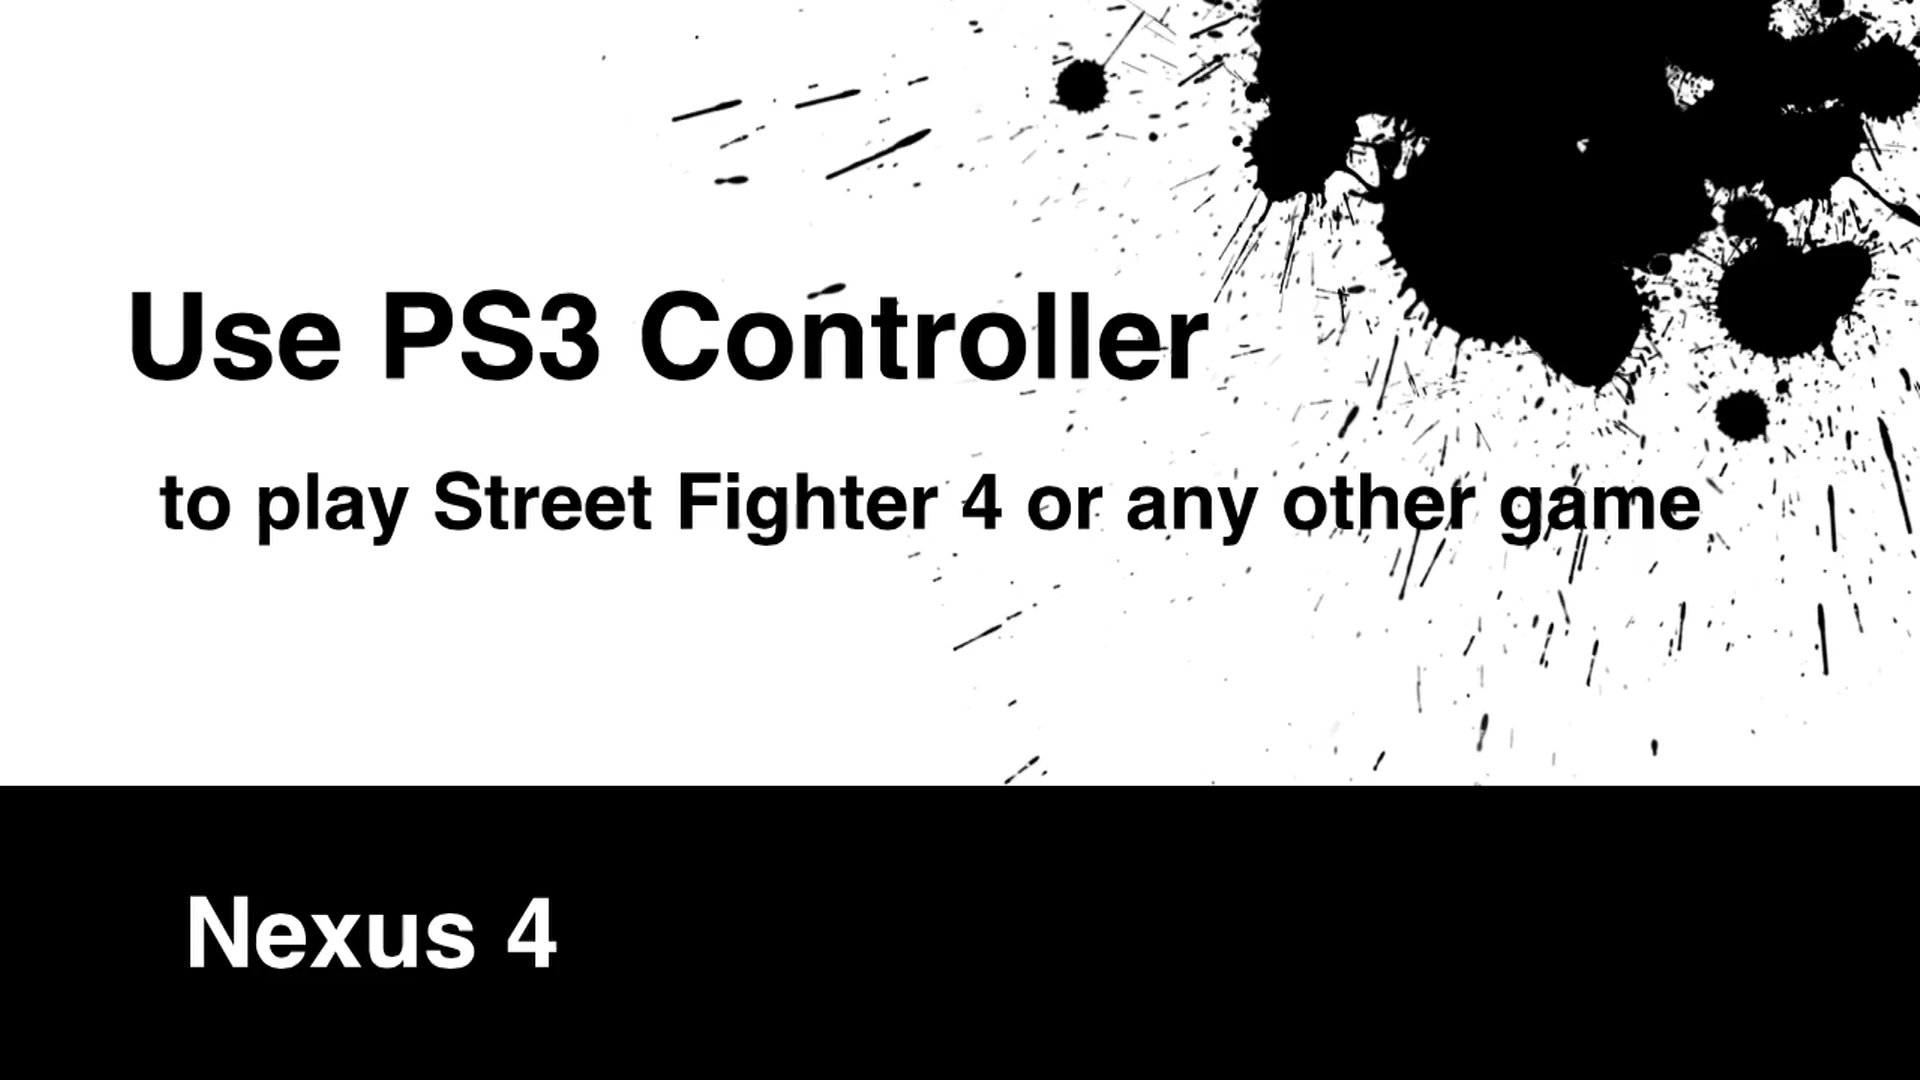 Use PS3 Controller
to play Street Fighter 4 or any other game
Nexus 4